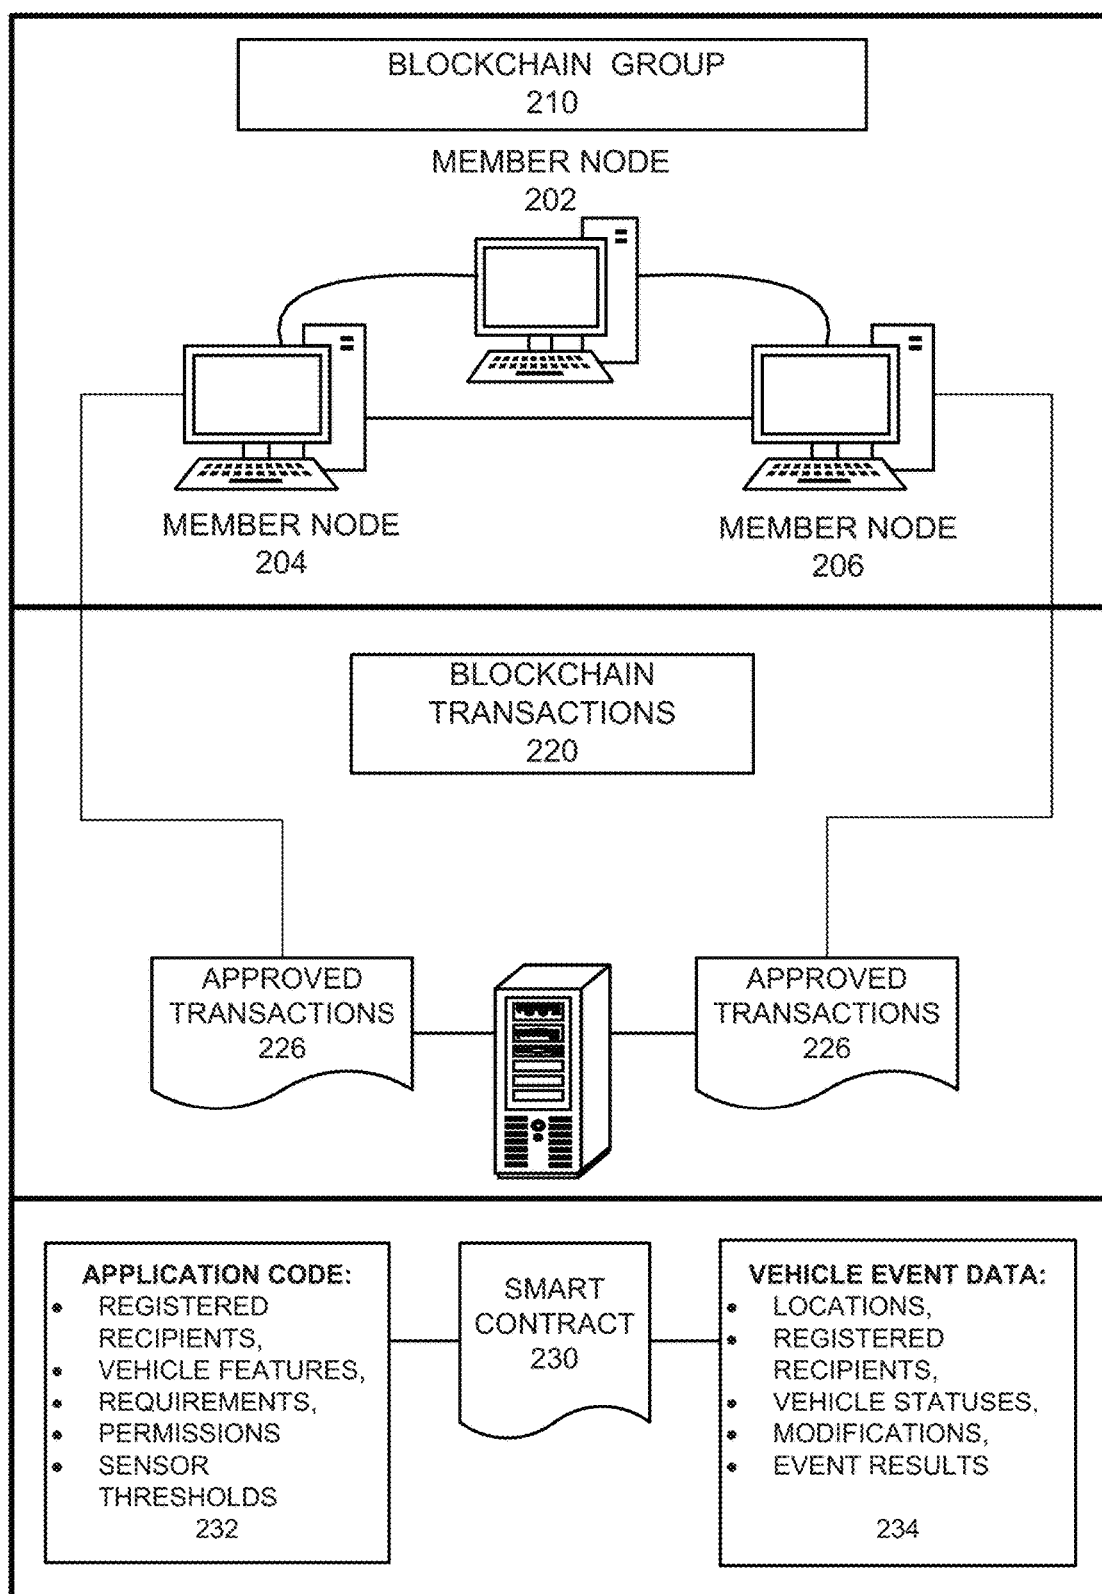 BLOCKCHAIN GROUP
210
MEMBER NODE
202
MEMBER NODE
204
MEMBER NODE
206
BLOCKCHAIN
TRANSACTIONS
220
APPROVED
TRANSACTIONS
226
APPROVED
TRANSACTIONS
226
APPLICATION CODE:
• REGISTERED
RECIPIENTS,
• VEHICLE FEATURES,
• REQUIREMENTS,
• PERMISSIONS
• SENSOR
THRESHOLDS
232
SMART
CONTRACT
230
VEHICLE EVENT DATA:
• LOCATIONS,
• REGISTERED
RECIPIENTS,
• VEHICLE STATUSES,
• MODIFICATIONS,
• EVENT RESULTS
234